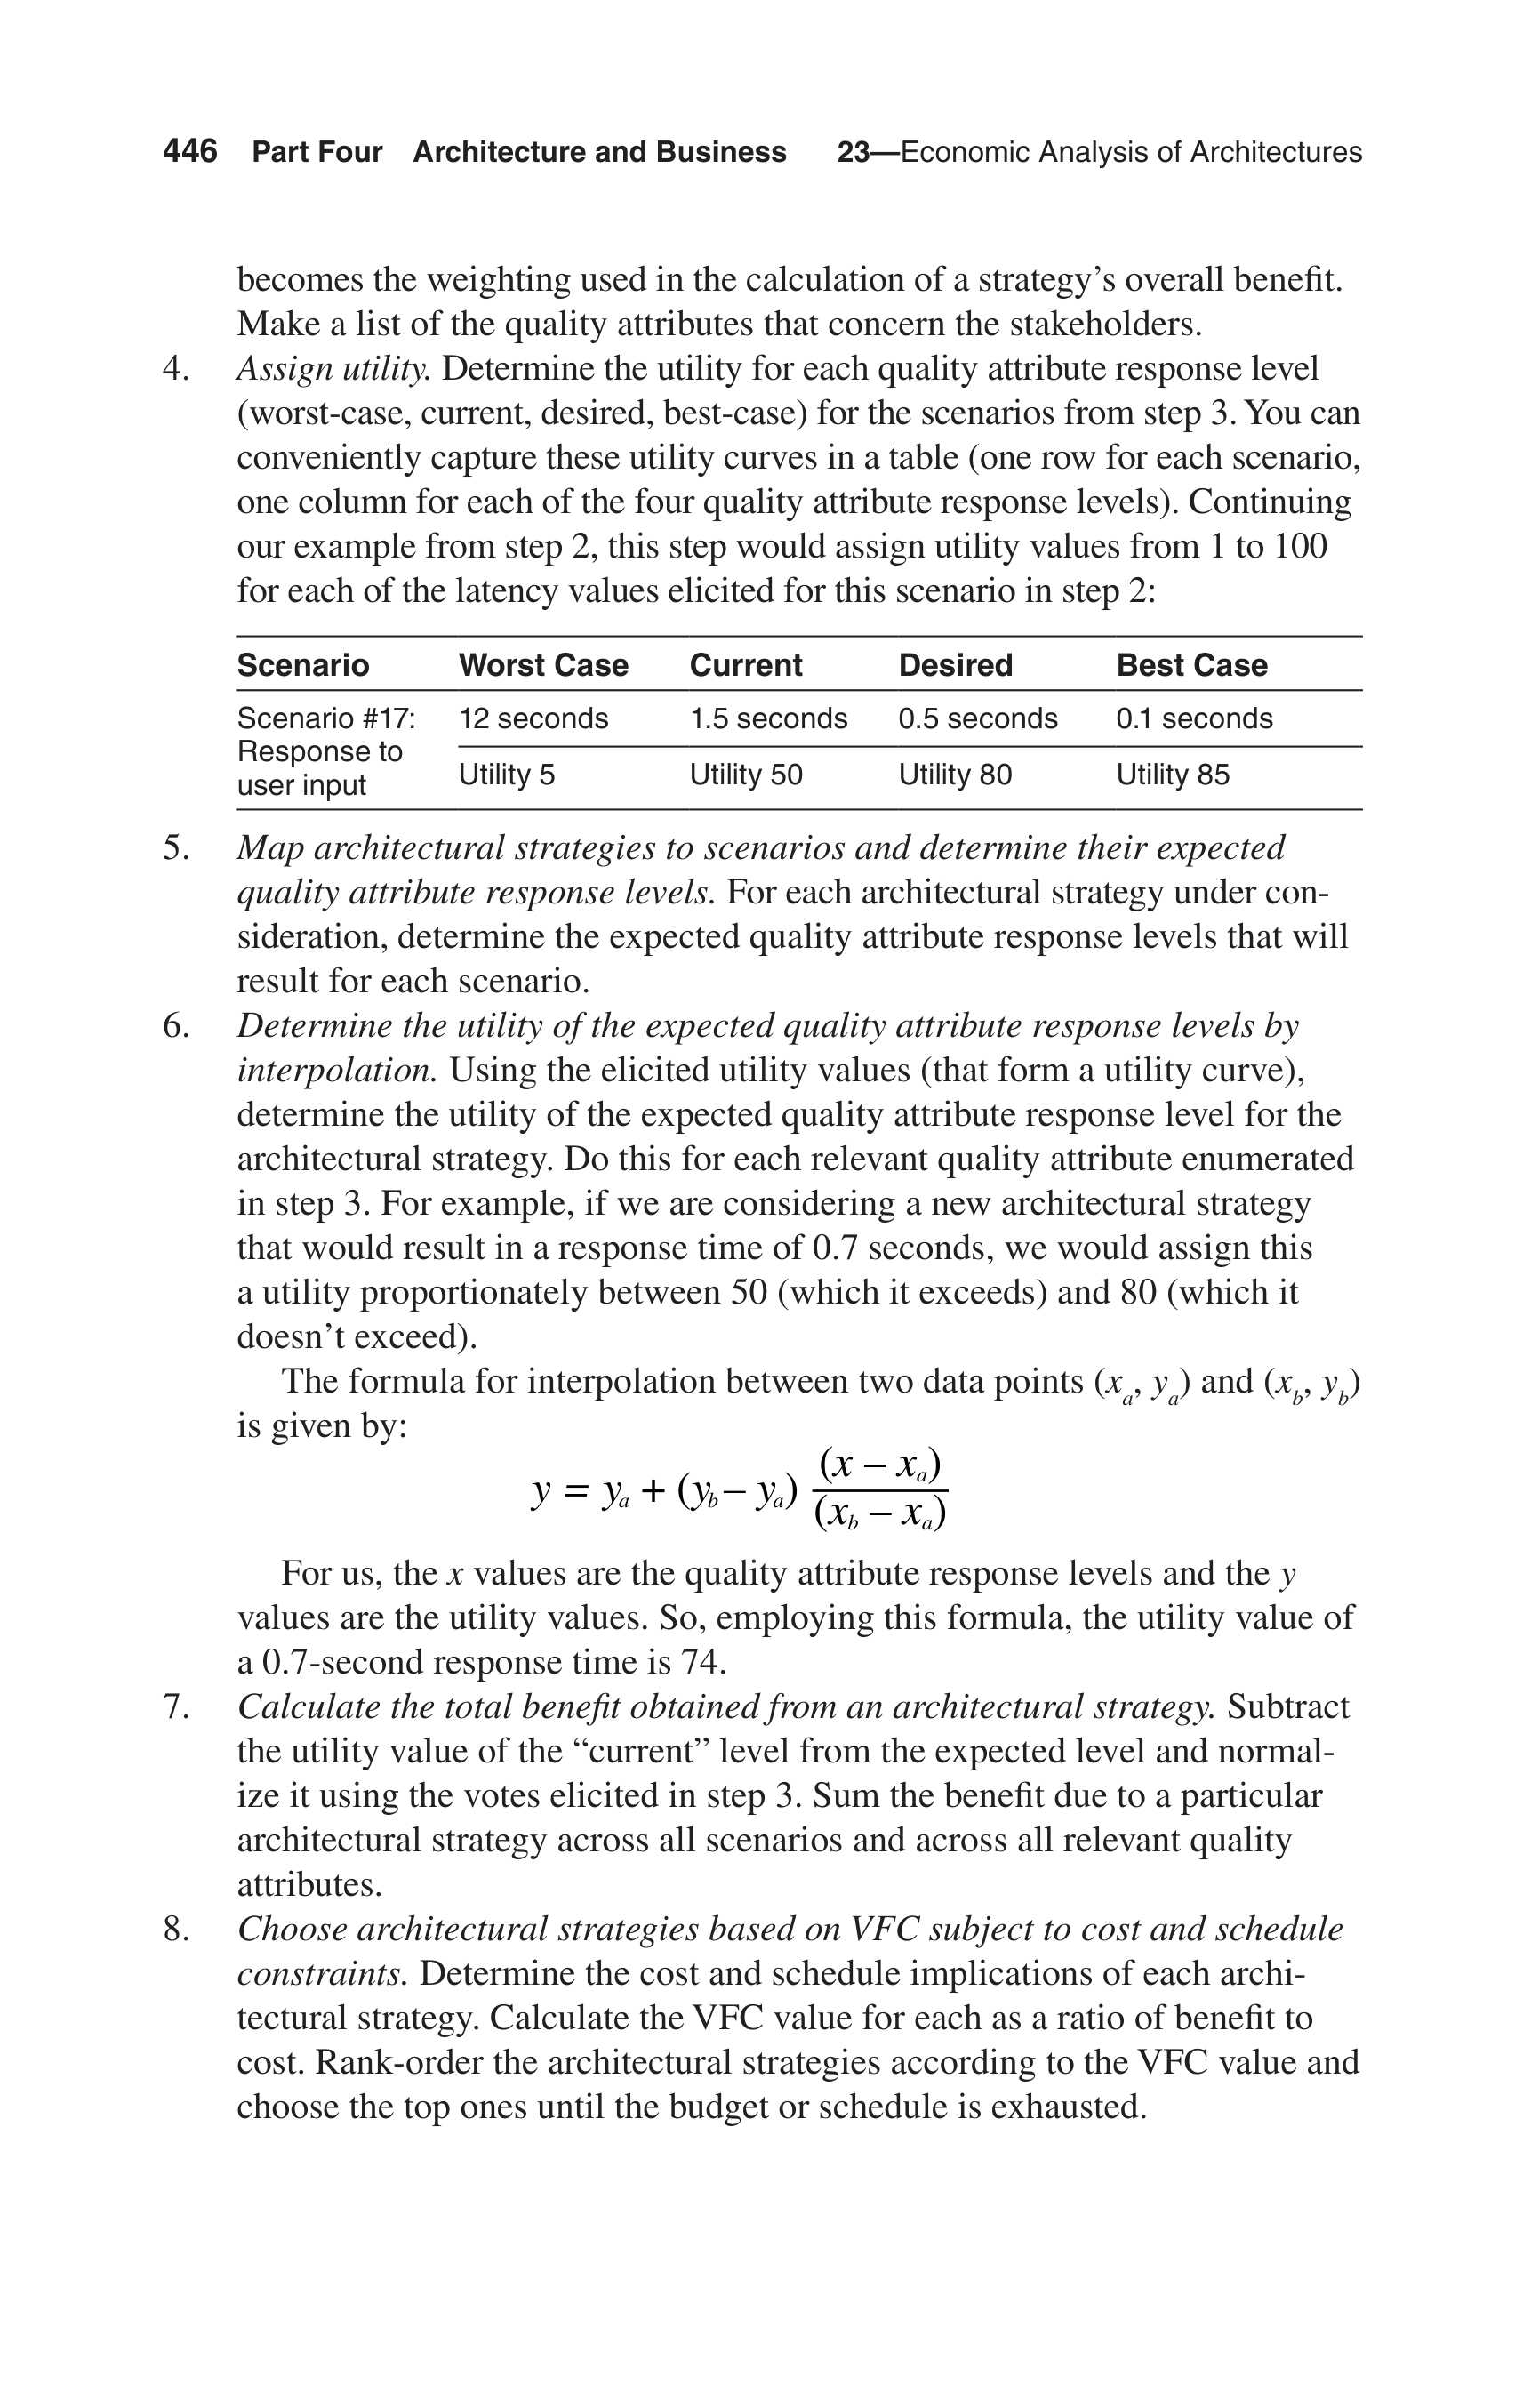 446 Part Four Architecture and Business 23—Economic Analysis of Architectures
becomes the weighting used in the calculation of a strategy’s overall benefit.
Make a list of the quality attributes that concern the stakeholders.
4. Assign utility. Determine the utility for each quality attribute response level
(worst-case, current, desired, best-case) for the scenarios from step 3. You can
conveniently capture these utility curves in a table (one row for each scenario,
one column for each of the four quality attribute response levels). Continuing
our example from step 2, this step would assign utility values from 1 to 100
for each of the latency values elicited for this scenario in step 2:
Scenario Worst Case Current Desired Best Case
Scenario #17: 12 seconds 1.5 seconds 0.5 seconds 0.1 seconds
Response to
user input Utility 5 Utility 50 Utility 80 Utility 85
5. Map architectural strategies to scenarios and determine their expected
quality attribute response levels. For each architectural strategy under con-
sideration, determine the expected quality attribute response levels that will
result for each scenario.
6. Determine the utility of the expected quality attribute response levels by
interpolation. Using the elicited utility values (that form a utility curve),
determine the utility of the expected quality attribute response level for the
architectural strategy. Do this for each relevant quality attribute enumerated
in step 3. For example, if we are considering a new architectural strategy
that would result in a response time of 0.7 seconds, we would assign this
a utility proportionately between 50 (which it exceeds) and 80 (which it
doesn’t exceed).
The formula for interpolation between two data points (xₐ, yₐ) and (x_b, y_b)
is given by:
y = yₐ + (y_b – yₐ) (x – xₐ) / (x_b – xₐ)
For us, the x values are the quality attribute response levels and the y
values are the utility values. So, employing this formula, the utility value of
a 0.7-second response time is 74.
7. Calculate the total benefit obtained from an architectural strategy. Subtract
the utility value of the “current” level from the expected level and normal-
ize it using the votes elicited in step 3. Sum the benefit due to a particular
architectural strategy across all scenarios and across all relevant quality
attributes.
8. Choose architectural strategies based on VFC subject to cost and schedule
constraints. Determine the cost and schedule implications of each archi-
tectural strategy. Calculate the VFC value for each as a ratio of benefit to
cost. Rank-order the architectural strategies according to the VFC value and
choose the top ones until the budget or schedule is exhausted.